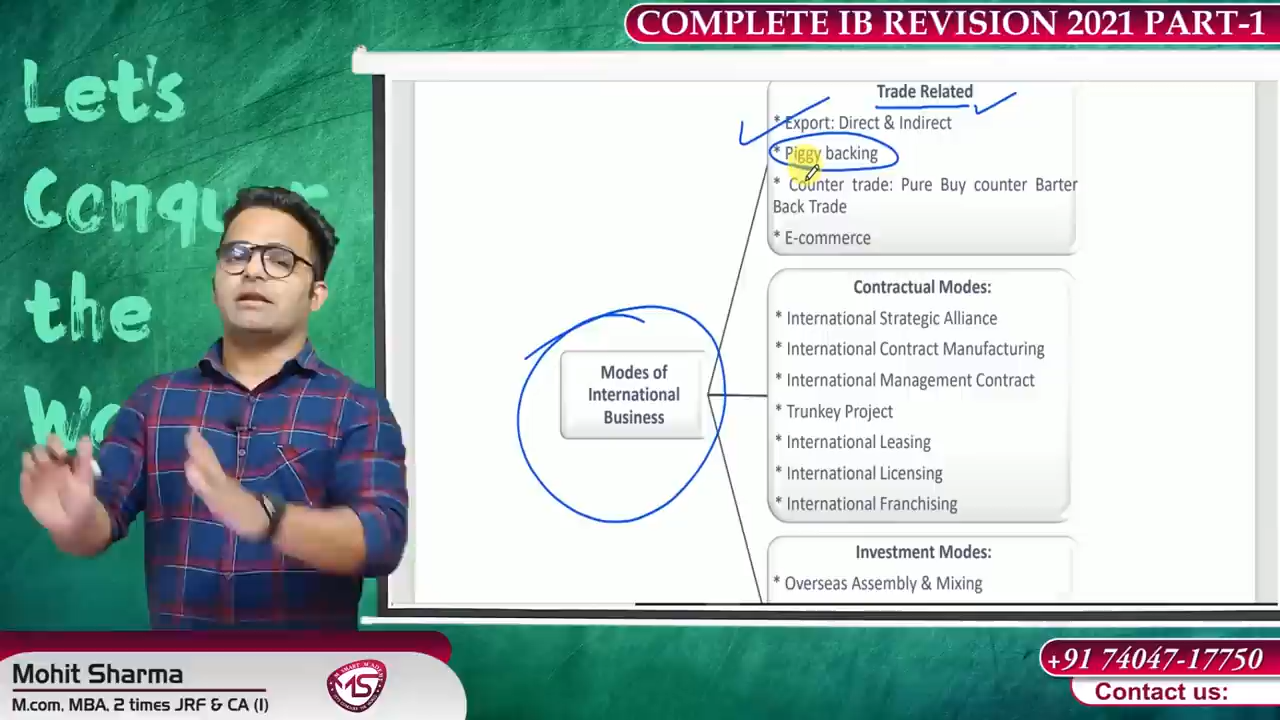 COMPLETE IB REVISION 2021 PART-1
Let's
the
Trade Related
* Export: Direct & Indirect
* Piggy backing
* Counter trade: Pure Buy counter Barter
Back Trade
* E-commerce
Contractual Modes:
* International Strategic Alliance
* International Contract Manufacturing
* International Management Contract
* Trunkey Project
* International Leasing
* International Licensing
* International Franchising
Modes of
International
Business
Investment Modes:
* Overseas Assembly & Mixing
Mohit Sharma
M.com, MBA, 2 times JRF & CA (I)
MS
+91 74047-17750
Contact us: